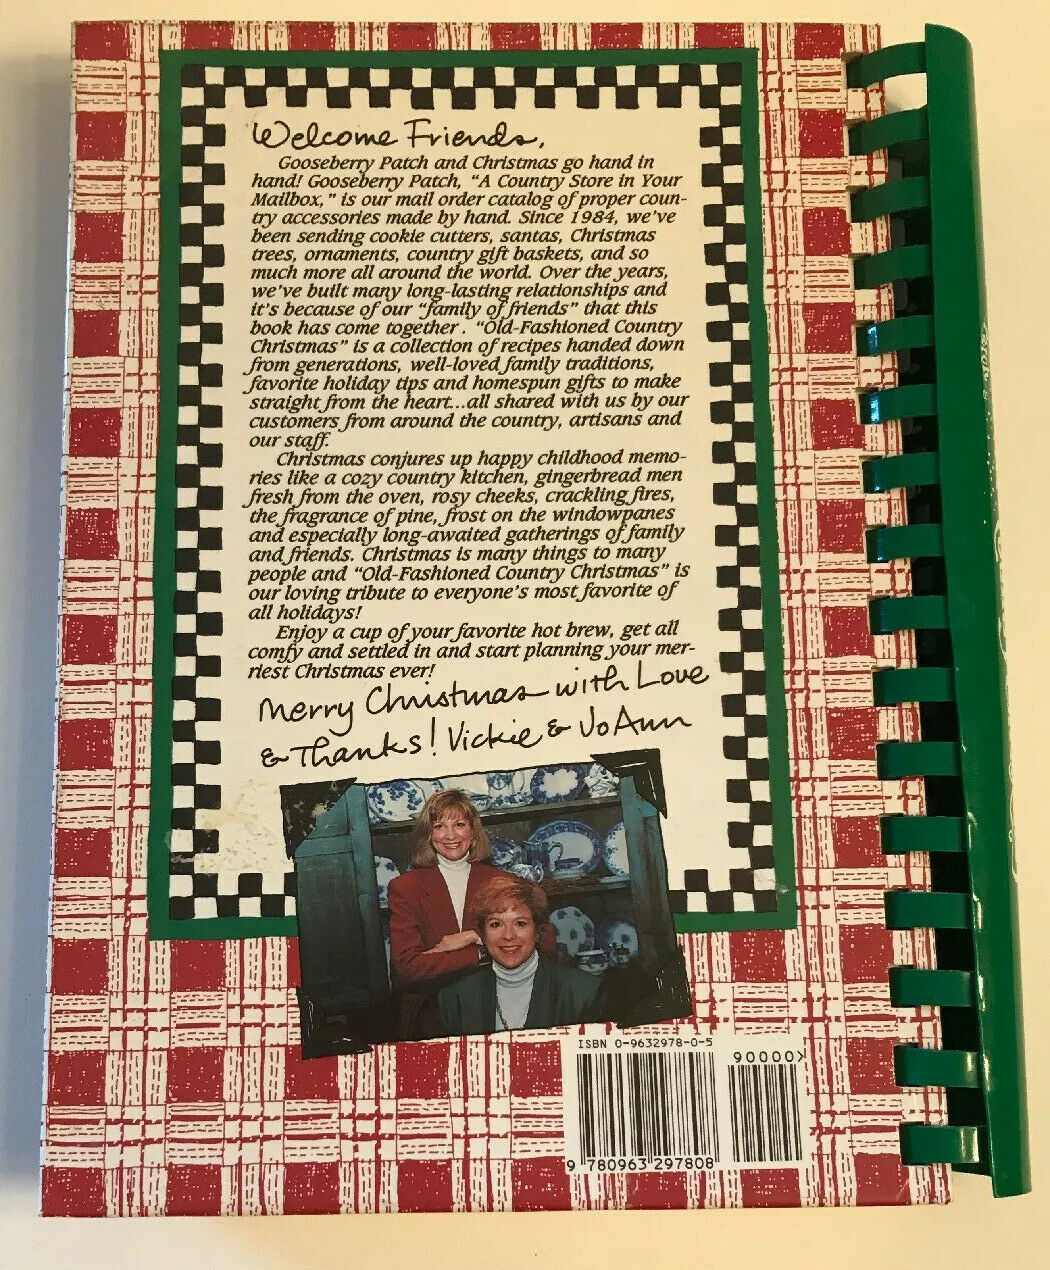 Welcome Friends,
Gooseberry Patch and Christmas go hand in
hand! Gooseberry Patch, "A Country Store in Your
Mailbox," is our mail order catalog of proper coun-
try accessories made by hand. Since 1984, we've
been sending cookie cutters, santas, Christmas
trees, ornaments, country gift baskets, and so
much more all around the world. Over the years,
we've built many long-lasting relationships and
it's because of our "family of friends" that this
book has come together. "Old-Fashioned Country
Christmas" is a collection of recipes handed down
from generations, well-loved family traditions,
favorite holiday tips and homespun gifts to make
straight from the heart...all shared with us by our
customers from around the country, artisans and
our staff.
Christmas conjures up happy childhood memo-
ries like a cozy country kitchen, gingerbread men
fresh from the oven, rosy cheeks, crackling fires,
the fragrance of pine, frost on the windowpanes
and especially long-awaited gatherings of family
and friends. Christmas is many things to many
people and "Old-Fashioned Country Christmas" is
our loving tribute to everyone's most favorite of
all holidays!
Enjoy a cup of your favorite hot brew, get all
comfy and settled in and start planning your mer-
riest Christmas ever!
Merry Christmas with Love
& Thanks! Vickie & JoAnn
ISBN 0-9632978-0-5
90000>
9 780963 297808